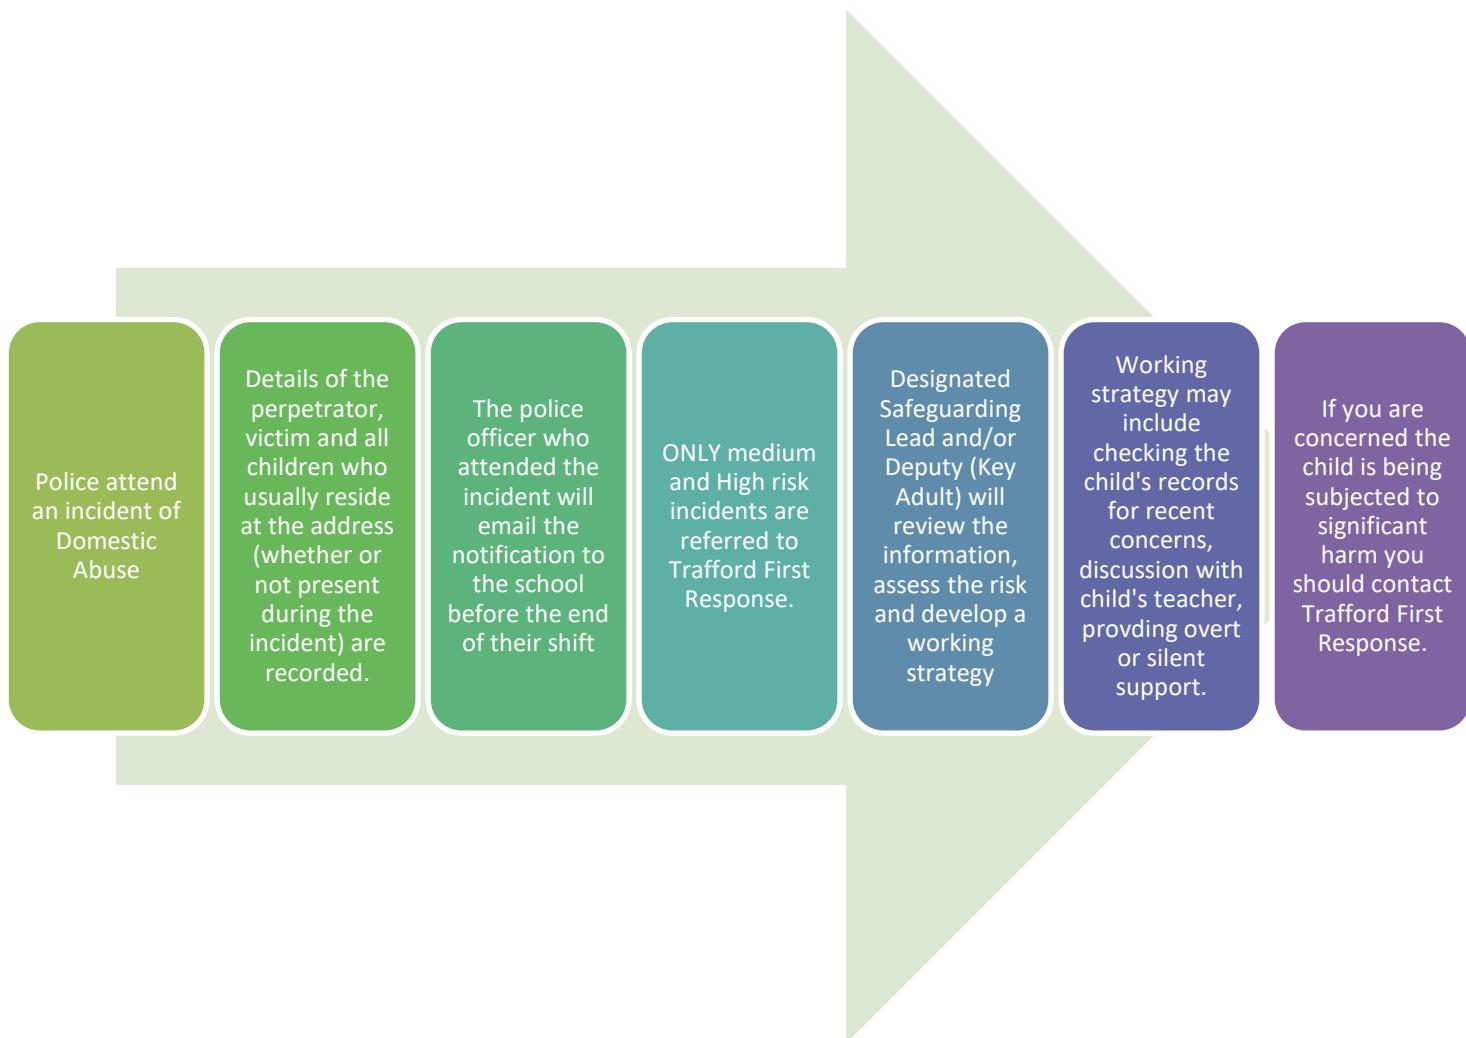 Police attend
an incident of
Domestic
Abuse
Details of the
perpetrator,
victim and all
children who
usually reside
at the address
(whether or
not present
during the
incident) are
recorded.
The police
officer who
attended the
incident will
email the
notification to
the school
before the end
of their shift
ONLY medium
and High risk
incidents are
referred to
Trafford First
Response.
Designated
Safeguarding
Lead and/or
Deputy (Key
Adult) will
review the
information,
assess the risk
and develop a
working
strategy
Working
strategy may
include
checking the
child's records
for recent
concerns,
discussion with
child's teacher,
provding overt
or silent
support.
If you are
concerned the
child is being
subjected to
significant
harm you
should contact
Trafford First
Response.